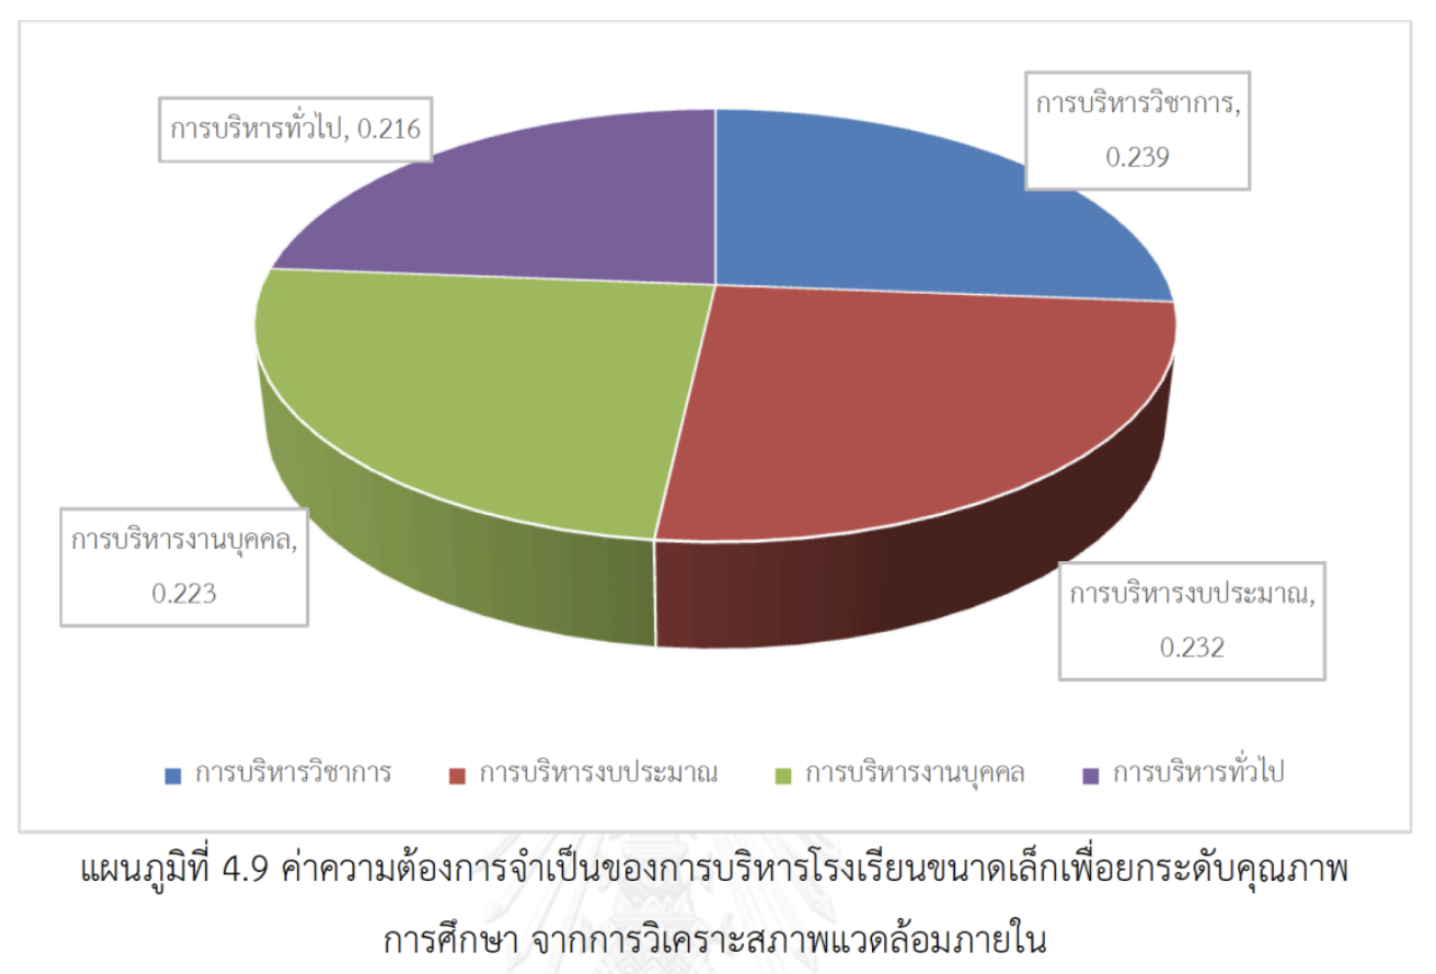 การบริหารทั่วไป, 0.216
การบริหารวิชาการ,
0.239
การบริหารงานบุคคล,
0.223
การบริหารงบประมาณ,
0.232
การบริหารวิชาการ
การบริหารงบประมาณ
การบริหารงานบุคคล
การบริหารทั่วไป
แผนภูมิที่ 4.9 ค่าความต้องการจำเป็นของการบริหารโรงเรียนขนาดเล็กเพื่อยกระดับคุณภาพ
การศึกษา จากการวิเคราะสภาพแวดล้อมภายใน